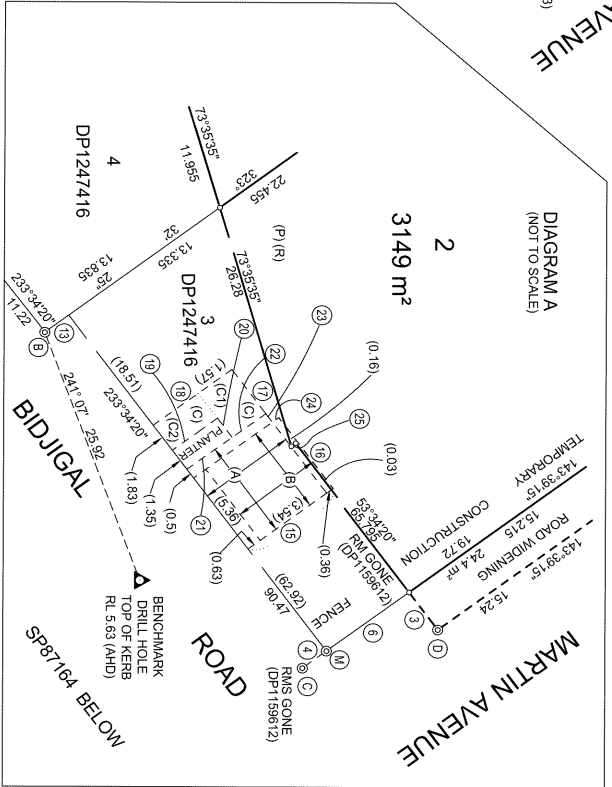 3)
AVENUE
DIAGRAM A
(NOT TO SCALE)
2
3149 m²
73°35'35"
11.955
323°
22.455
(P) (R)
73°35'35"
26.28
4
DP1247416
32'
13.335
25"
13.835
3
DP1247416
233°34'20"
11.22
B
13
241° 07'
25.92
(18.51)
233°34'20"
BIDJIGAL
ROAD
19
18
20
22
23
24
25
17
16
15
21
(1.57)
(C1)
(C)
(C2)
(C)
PLANTER
(A)
(B)
(5.36)
(3.54)
(0.16)
(0.03)
(0.36)
(0.63)
(0.5)
(1.35)
(1.83)
53°34'20"
65.795
RM GONE
(DP1159612)
(62.92)
90.47
FENCE
6
3
D
4
M
C
RMS GONE
(DP1159612)
TEMPORARY
143°39'15"
15.215
19.72
CONSTRUCTION
24.4 m²
ROAD WIDENING
143°39'15"
15.24
MARTIN AVENUE
BENCHMARK
DRILL HOLE
TOP OF KERB
RL 5.63 (AHD)
SP87164 BELOW